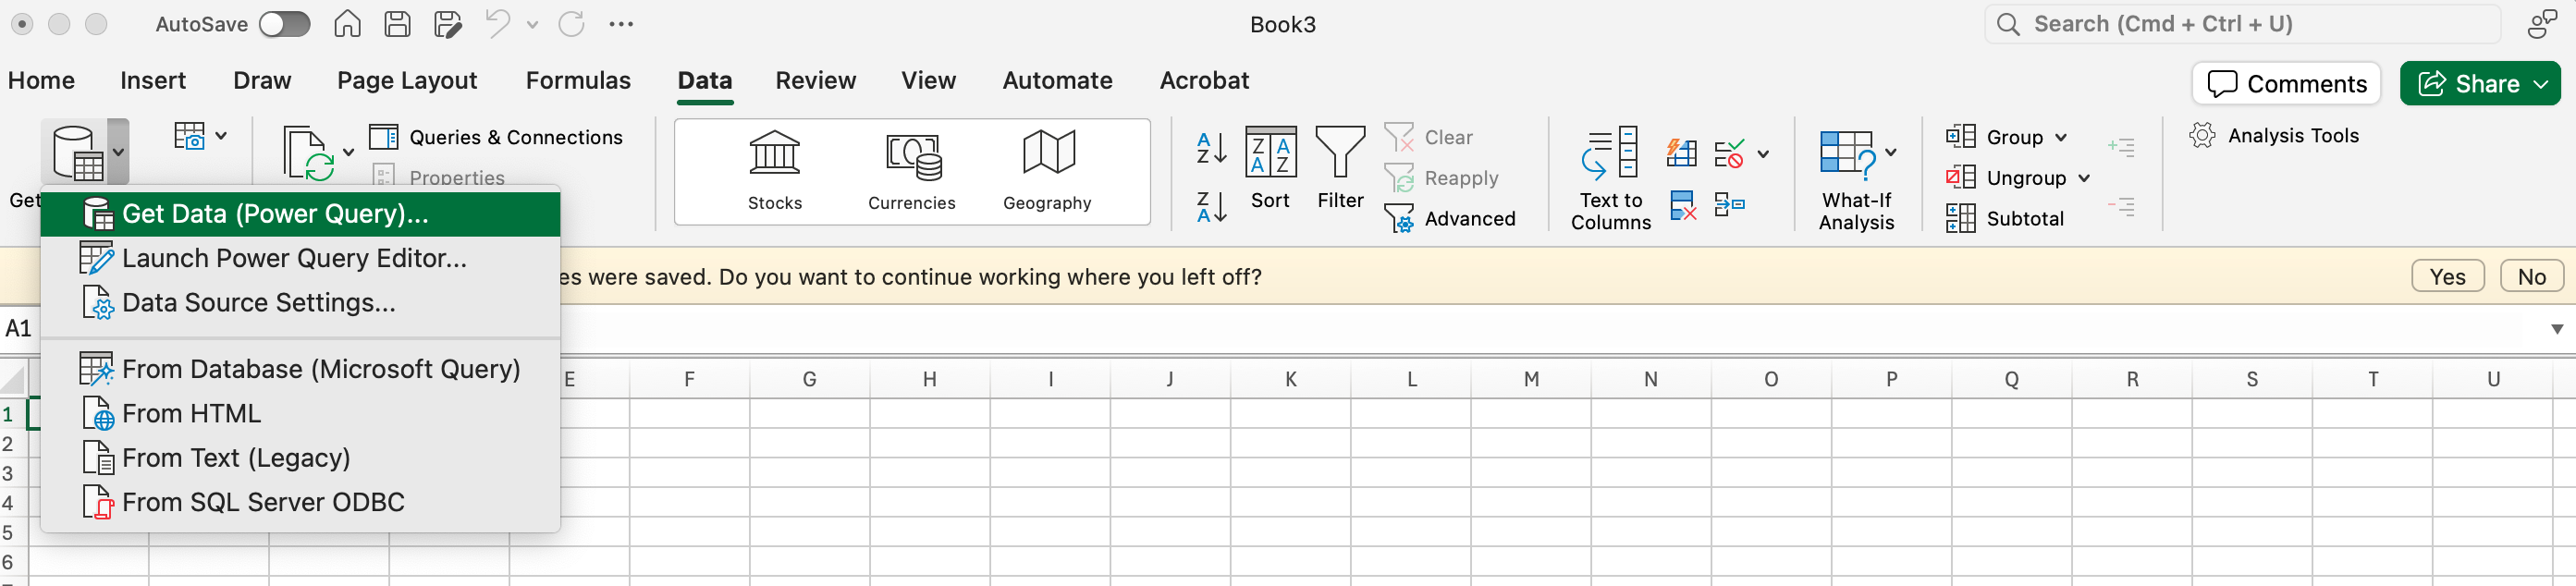 AutoSave
Book3
Search (Cmd + Ctrl + U)
Home Insert Draw Page Layout Formulas Data Review View Automate Acrobat
Comments Share
Get
Queries & Connections
Properties
Stocks Currencies Geography
Sort Filter
Clear
Reapply
Advanced
Text to
Columns
What-If
Analysis
Group
Ungroup
Subtotal
Analysis Tools
Get Data (Power Query)...
Launch Power Query Editor...
Data Source Settings...
From Database (Microsoft Query)
From HTML
From Text (Legacy)
From SQL Server ODBC
es were saved. Do you want to continue working where you left off?
Yes No
A1
E F G H I J K L M N O P Q R S T U
1
2
3
4
5
6